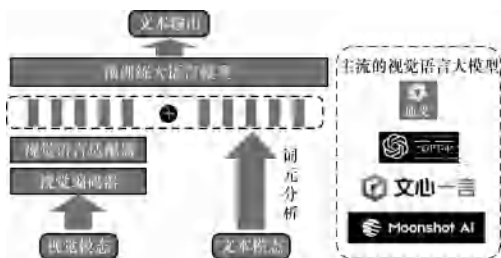 文本输出
预训练大语言模型
视觉语言适配器
视觉编码器
视觉模态
文本模态
词元分析
主流的视觉语言大模型
通义
文心一言
Moonshot AI